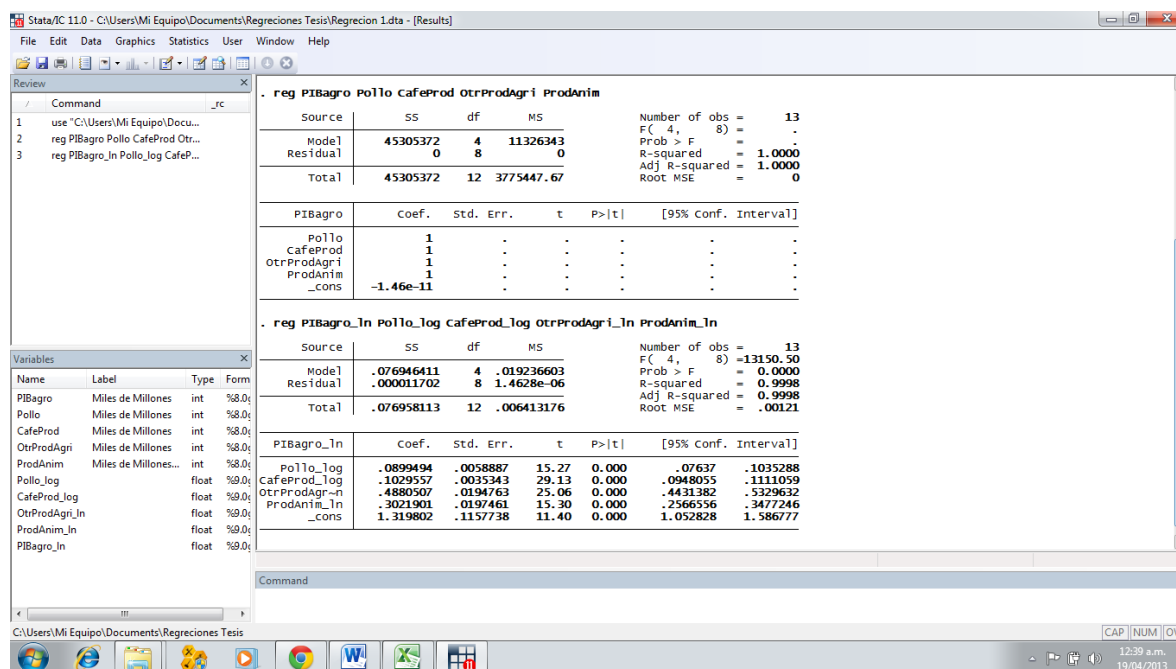 Stata/IC 11.0 - C:\Users\Mi Equipo\Documents\Regreciones Tesis\Regrecion 1.dta - [Results]
File Edit Data Graphics Statistics User Window Help
Review
Command _rc
1 use "C:\Users\Mi Equipo\Docu...
2 reg PIBagro Pollo CafeProd Otr...
3 reg PIBagro_ln Pollo_log CafeP...
Variables
Name Label Type Form
PIBagro Miles de Millones int %8.0g
Pollo Miles de Millones int %8.0g
CafeProd Miles de Millones int %8.0g
OtrProdAgri Miles de Millones int %8.0g
ProdAnim Miles de Millones... int %8.0g
Pollo_log float %9.0g
CafeProd_log float %9.0g
OtrProdAgri_ln float %9.0g
ProdAnim_ln float %9.0g
PIBagro_ln float %9.0g
. reg PIBagro Pollo CafeProd OtrProdAgri ProdAnim
Source | SS df MS Number of obs = 13
F( 4, 8) = .
Model | 45305372 4 11326343 Prob > F = .
Residual | 0 8 0 R-squared = 1.0000
Adj R-squared = 1.0000
Total | 45305372 12 3775447.67 Root MSE = 0
PIBagro | Coef. Std. Err. t P>|t| [95% Conf. Interval]
Pollo | 1 . . . . .
CafeProd | 1 . . . . .
OtrProdAgri | 1 . . . . .
ProdAnim | 1 . . . . .
_cons | -1.46e-11 . . . . .
. reg PIBagro_ln Pollo_log CafeProd_log OtrProdAgri_ln ProdAnim_ln
Source | SS df MS Number of obs = 13
F( 4, 8) =13150.50
Model | .076946411 4 .019236603 Prob > F = 0.0000
Residual | .000011702 8 1.4628e-06 R-squared = 0.9998
Adj R-squared = 0.9998
Total | .076958113 12 .006413176 Root MSE = .00121
PIBagro_ln | Coef. Std. Err. t P>|t| [95% Conf. Interval]
Pollo_log | .0899494 .0058887 15.27 0.000 .07637 .1035288
CafeProd_log | .1029557 .0035343 29.13 0.000 .0948055 .1111059
OtrProdAgr~n | .4880507 .0194763 25.06 0.000 .4431382 .5329632
ProdAnim_ln | .3021901 .0197461 15.30 0.000 .2566556 .3477246
_cons | 1.319802 .1157738 11.40 0.000 1.052828 1.586777
Command
C:\Users\Mi Equipo\Documents\Regreciones Tesis
CAP NUM
12:39 a.m.
19/04/201